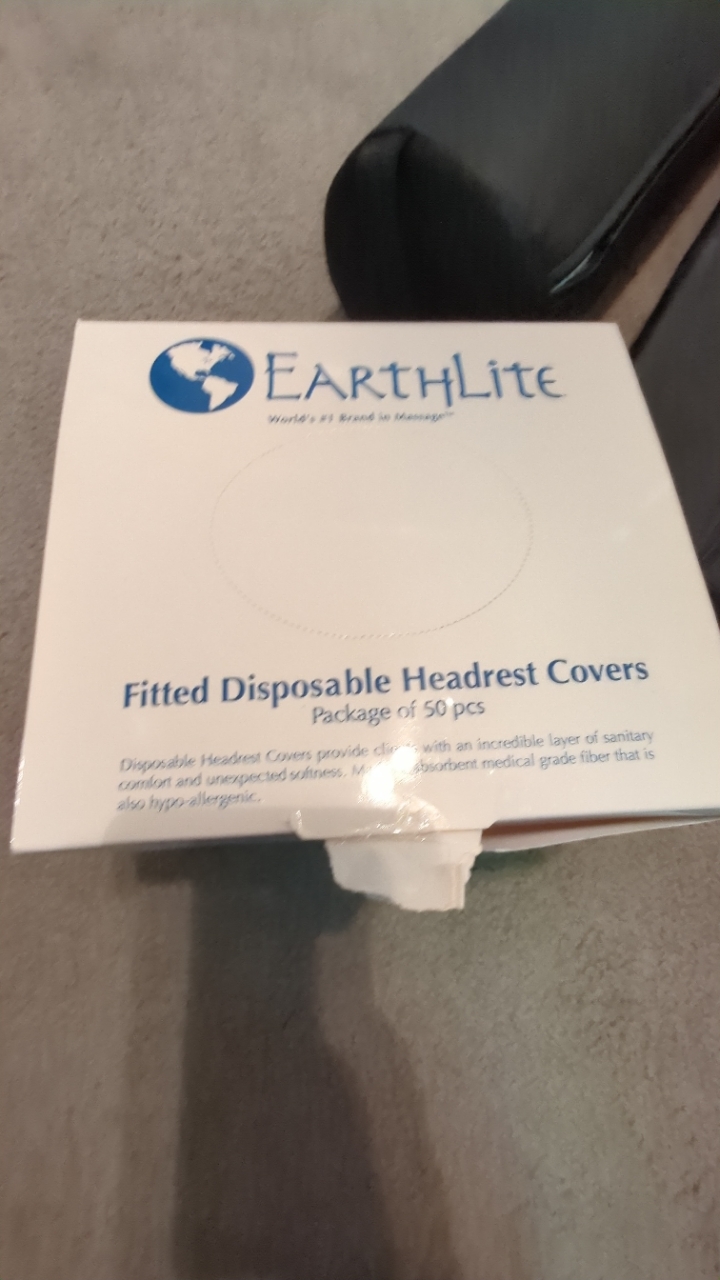 EARTHLITE
World's #1 Brand in Massage™
Fitted Disposable Headrest Covers
Package of 50 pcs
Disposable Headrest Covers provide with an incredible layer of sanitary
comfort and unexpected softness. absorbent medical grade fiber that is
also hypo-allergenic.